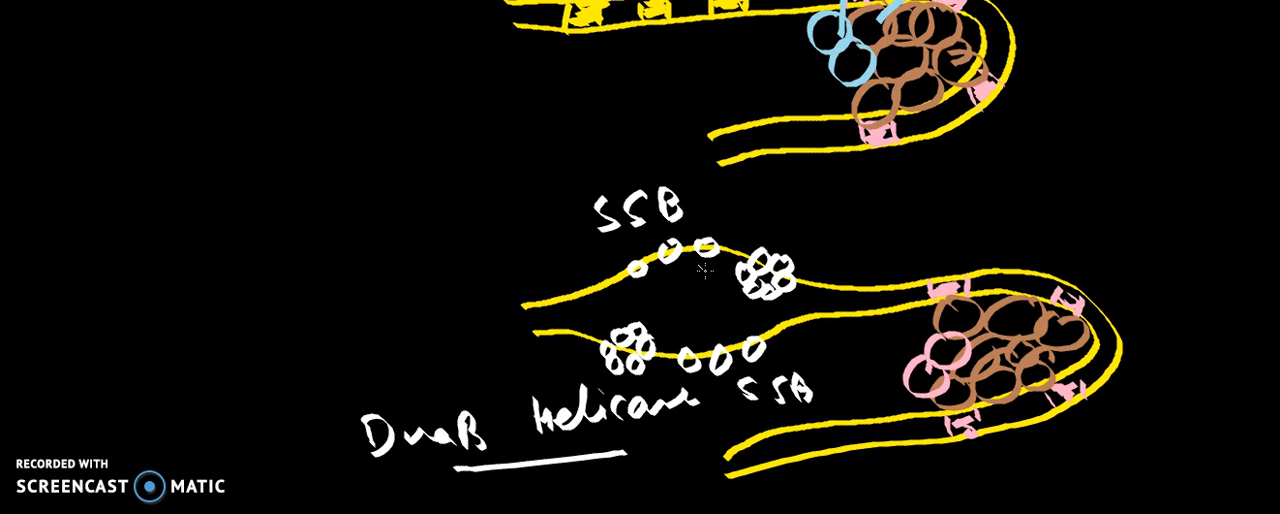 SSB
SSB
DnaB Helicase
RECORDED WITH
SCREENCAST MATIC